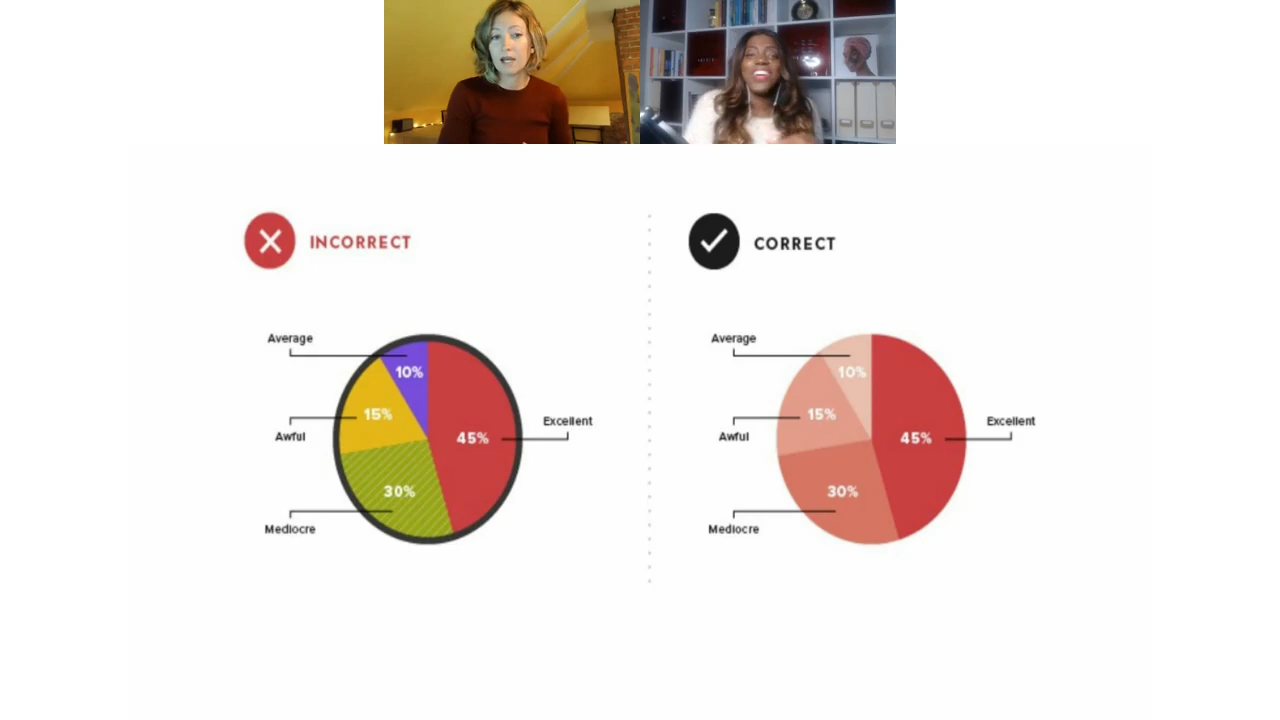 INCORRECT
Average
10%
15%
Awful
45%
Excellent
30%
Mediocre
CORRECT
Average
10%
15%
Awful
45%
Excellent
30%
Mediocre